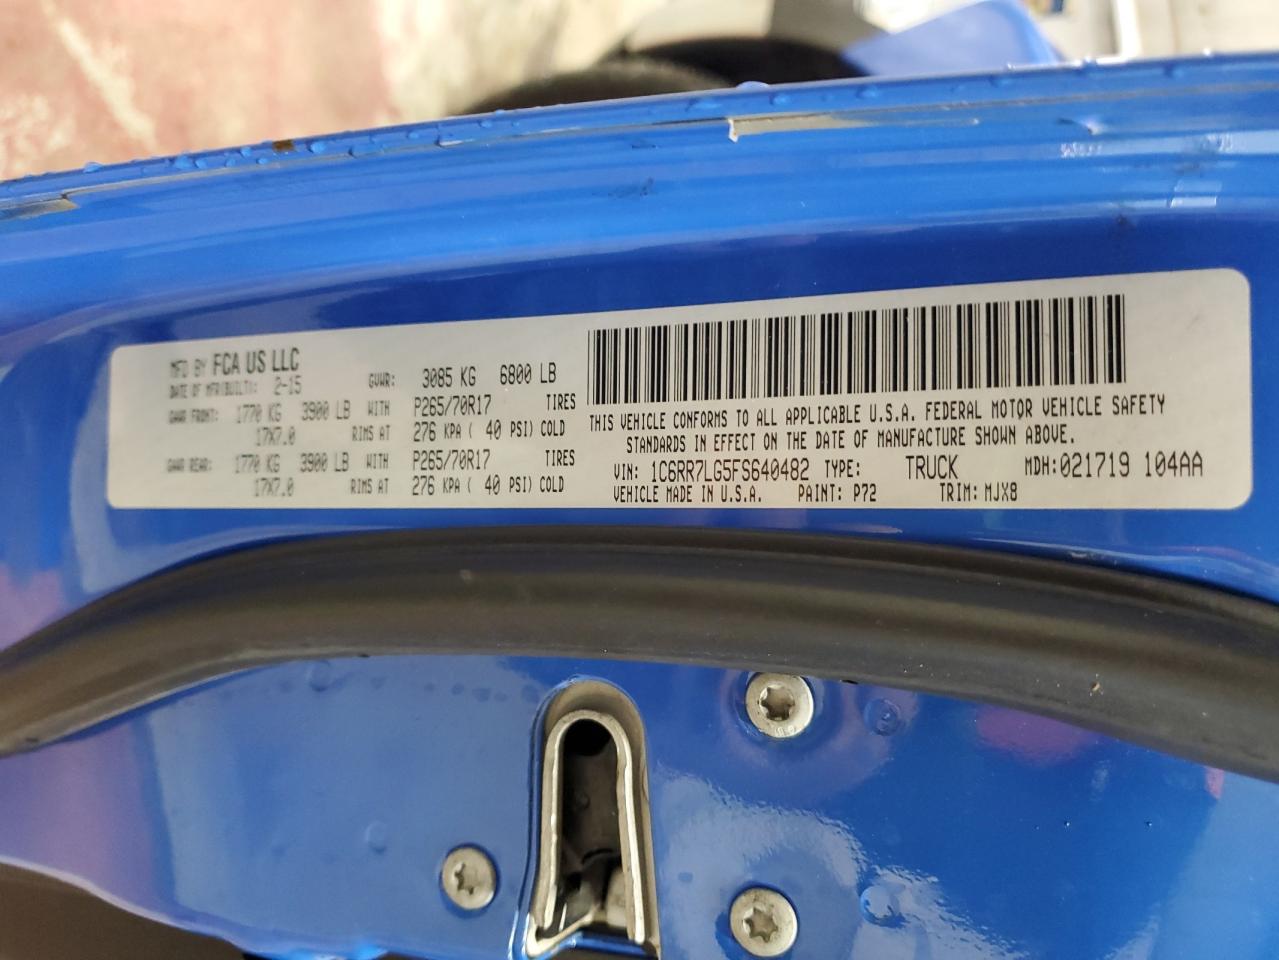 MFD BY FCA US LLC
DATE OF MFR(BUILT): 2-15 GVWR: 3085 KG 6800 LB
GAWR FRONT: 1770 KG 3900 LB WITH P265/70R17 TIRES
17X7.0 RIMS AT 276 KPA ( 40 PSI) COLD
GAWR REAR: 1770 KG 3900 LB WITH P265/70R17 TIRES
17X7.0 RIMS AT 276 KPA ( 40 PSI) COLD
THIS VEHICLE CONFORMS TO ALL APPLICABLE U.S.A. FEDERAL MOTOR VEHICLE SAFETY
STANDARDS IN EFFECT ON THE DATE OF MANUFACTURE SHOWN ABOVE.
VIN: 1C6RR7LG5FS640482 TYPE: TRUCK MDH:021719 104AA
VEHICLE MADE IN U.S.A. PAINT: P72 TRIM: MJX8